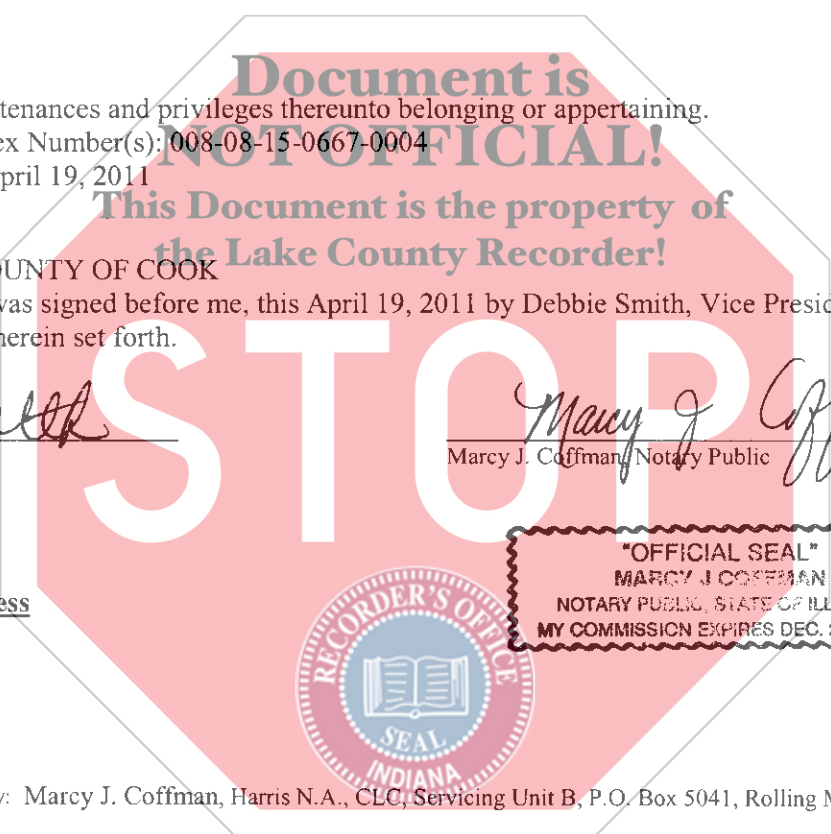 Document is
tenances and privileges thereunto belonging or appertaining.
ex Number(s): 008-08-15-0667-0004
NOT OFFICIAL!
pril 19, 2011
This Document is the property of
the Lake County Recorder!
OUNTY OF COOK
was signed before me, this April 19, 2011 by Debbie Smith, Vice Presid
herein set forth.
STOP
Marcy J Coff
Marcy J. Coffman, Notary Public
"OFFICIAL SEAL"
MARCY J COFFMAN
NOTARY PUBLIC, STATE OF ILL
MY COMMISSION EXPIRES DEC.
ess
RECORDER'S OFFICE
SEAL
INDIANA
y: Marcy J. Coffman, Harris N.A., CLC, Servicing Unit B, P.O. Box 5041, Rolling M